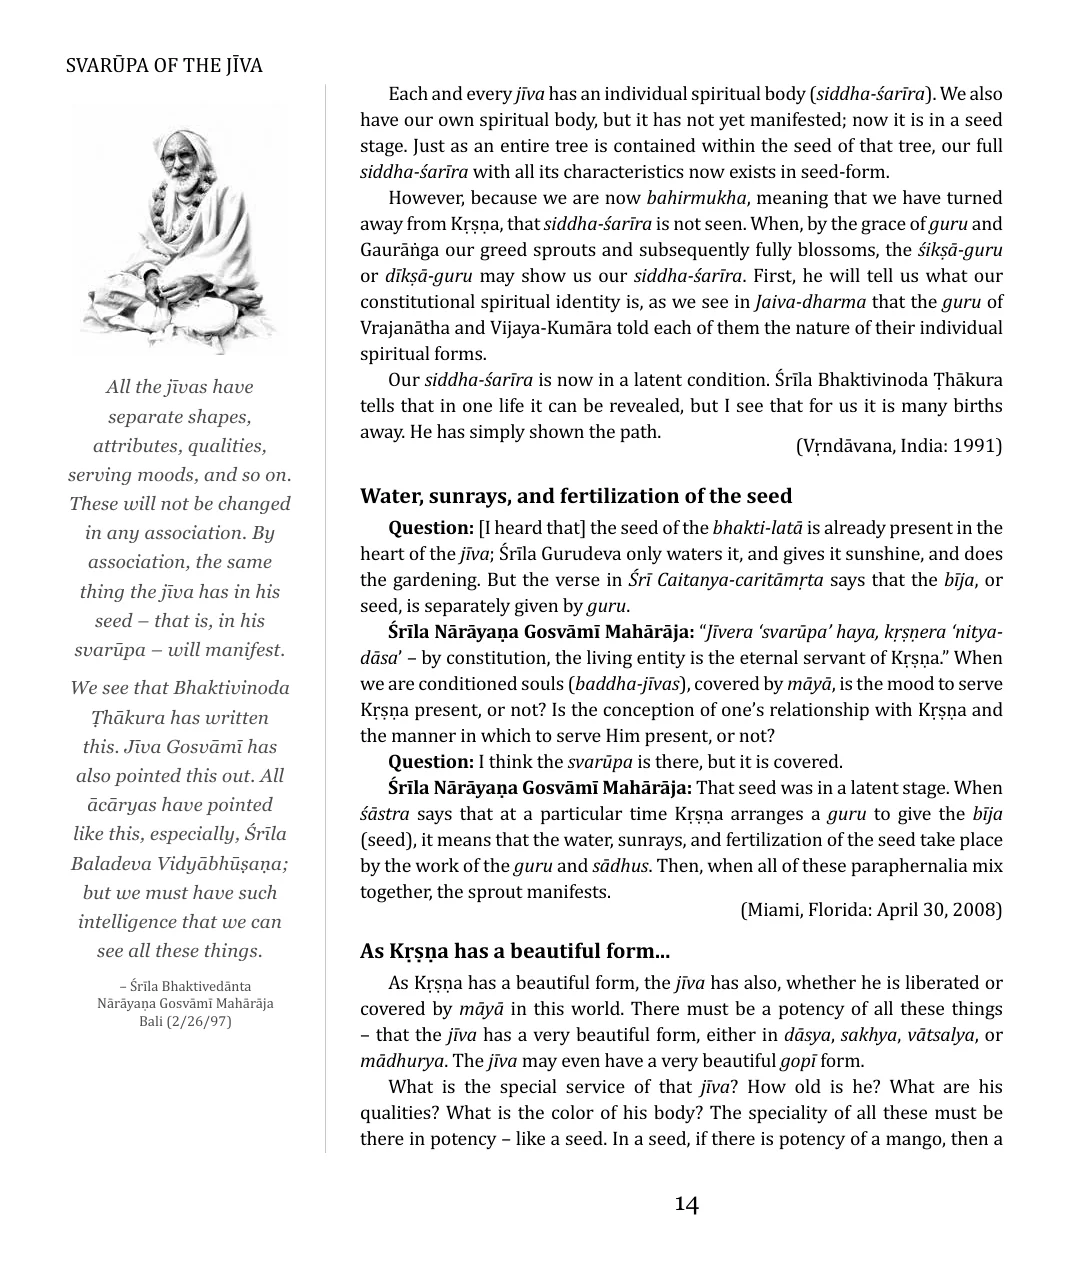 SVARŪPA OF THE JĪVA
All the jīvas have
separate shapes,
attributes, qualities,
serving moods, and so on.
These will not be changed
in any association. By
association, the same
thing the jīva has in his
seed – that is, in his
svarūpa – will manifest.
We see that Bhaktivinoda
Ṭhākura has written
this. Jīva Gosvāmī has
also pointed this out. All
ācāryas have pointed
like this, especially, Śrīla
Baladeva Vidyābhūṣaṇa;
but we must have such
intelligence that we can
see all these things.
– Śrīla Bhaktivedānta
Nārāyaṇa Gosvāmī Mahārāja
Bali (2/26/97)
Each and every jīva has an individual spiritual body (siddha-śarīra). We also
have our own spiritual body, but it has not yet manifested; now it is in a seed
stage. Just as an entire tree is contained within the seed of that tree, our full
siddha-śarīra with all its characteristics now exists in seed-form.
However, because we are now bahirmukha, meaning that we have turned
away from Kṛṣṇa, that siddha-śarīra is not seen. When, by the grace of guru and
Gaurāṅga our greed sprouts and subsequently fully blossoms, the śikṣā-guru
or dīkṣā-guru may show us our siddha-śarīra. First, he will tell us what our
constitutional spiritual identity is, as we see in Jaiva-dharma that the guru of
Vrajanātha and Vijaya-Kumāra told each of them the nature of their individual
spiritual forms.
Our siddha-śarīra is now in a latent condition. Śrīla Bhaktivinoda Ṭhākura
tells that in one life it can be revealed, but I see that for us it is many births
away. He has simply shown the path.
(Vṛndāvana, India: 1991)
Water, sunrays, and fertilization of the seed
Question: [I heard that] the seed of the bhakti-latā is already present in the
heart of the jīva; Śrīla Gurudeva only waters it, and gives it sunshine, and does
the gardening. But the verse in Śrī Caitanya-caritāmṛta says that the bīja, or
seed, is separately given by guru.
Śrīla Nārāyaṇa Gosvāmī Mahārāja: “Jīvera ‘svarūpa’ haya, kṛṣṇera ‘nitya-
dāsa’ – by constitution, the living entity is the eternal servant of Kṛṣṇa.” When
we are conditioned souls (baddha-jīvas), covered by māyā, is the mood to serve
Kṛṣṇa present, or not? Is the conception of one’s relationship with Kṛṣṇa and
the manner in which to serve Him present, or not?
Question: I think the svarūpa is there, but it is covered.
Śrīla Nārāyaṇa Gosvāmī Mahārāja: That seed was in a latent stage. When
śāstra says that at a particular time Kṛṣṇa arranges a guru to give the bīja
(seed), it means that the water, sunrays, and fertilization of the seed take place
by the work of the guru and sādhus. Then, when all of these paraphernalia mix
together, the sprout manifests.
(Miami, Florida: April 30, 2008)
As Kṛṣṇa has a beautiful form...
As Kṛṣṇa has a beautiful form, the jīva has also, whether he is liberated or
covered by māyā in this world. There must be a potency of all these things
– that the jīva has a very beautiful form, either in dāsya, sakhya, vātsalya, or
mādhurya. The jīva may even have a very beautiful gopī form.
What is the special service of that jīva? How old is he? What are his
qualities? What is the color of his body? The speciality of all these must be
there in potency – like a seed. In a seed, if there is potency of a mango, then a
14